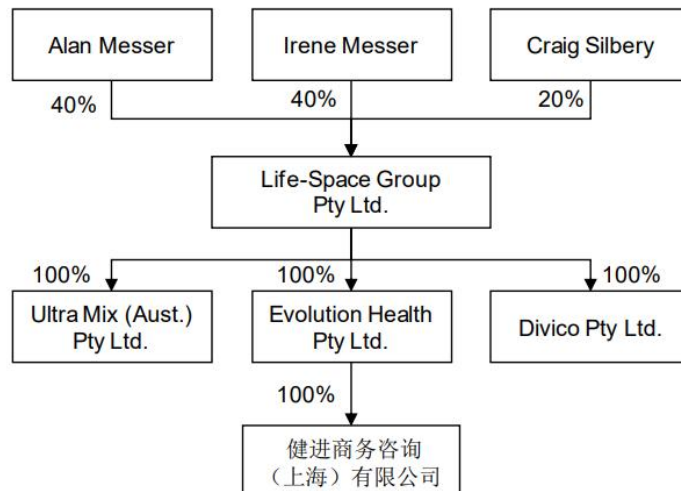 Alan Messer
Irene Messer
Craig Silbery
40%
40%
20%
Life-Space Group
Pty Ltd.
100%
100%
100%
Ultra Mix (Aust.)
Pty Ltd.
Evolution Health
Pty Ltd.
Divico Pty Ltd.
100%
健进商务咨询
（上海）有限公司